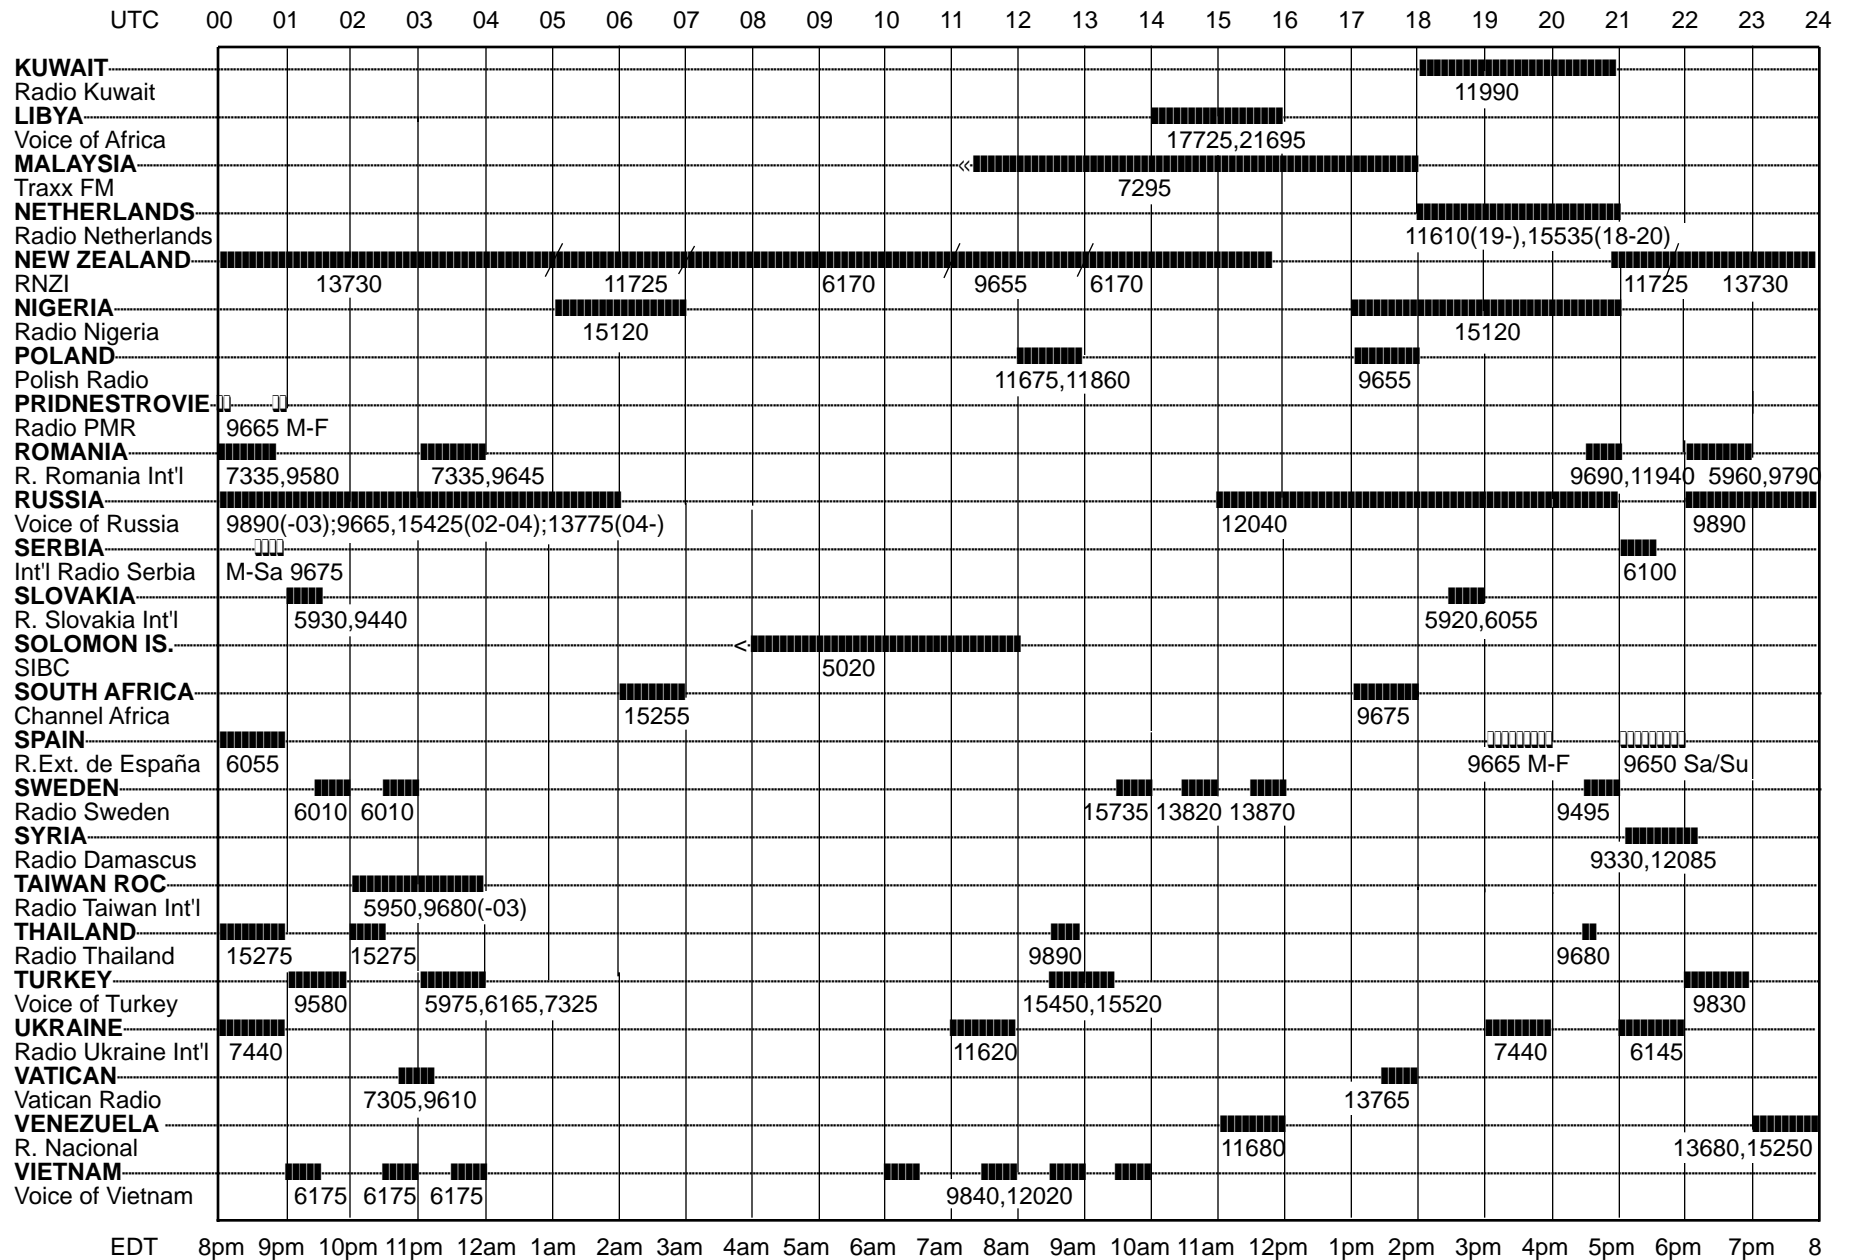 UTC 00 01 02 03 04 05 06 07 08 09 10 11 12 13 14 15 16 17 18 19 20 21 22 23 24
KUWAIT
Radio Kuwait 11990
LIBYA
Voice of Africa 17725,21695
MALAYSIA «
Traxx FM 7295
NETHERLANDS
Radio Netherlands 11610(19-),15535(18-20)
NEW ZEALAND / / / / /
RNZI 13730 11725 6170 9655 6170 11725 13730
NIGERIA
Radio Nigeria 15120 15120
POLAND
Polish Radio 11675,11860 9655
PRIDNESTROVIE
Radio PMR 9665 M-F
ROMANIA
R. Romania Int'l 7335,9580 7335,9645 9690,11940 5960,9790
RUSSIA
Voice of Russia 9890(-03);9665,15425(02-04);13775(04-) 12040 9890
SERBIA
Int'l Radio Serbia M-Sa 9675 6100
SLOVAKIA
R. Slovakia Int'l 5930,9440 5920,6055
SOLOMON IS. <
SIBC 5020
SOUTH AFRICA
Channel Africa 15255 9675
SPAIN
R.Ext. de España 6055 9665 M-F 9650 Sa/Su
SWEDEN
Radio Sweden 6010 6010 15735 13820 13870 9495
SYRIA
Radio Damascus 9330,12085
TAIWAN ROC
Radio Taiwan Int'l 5950,9680(-03)
THAILAND
Radio Thailand 15275 15275 9890 9680
TURKEY
Voice of Turkey 9580 5975,6165,7325 15450,15520 9830
UKRAINE
Radio Ukraine Int'l 7440 11620 7440 6145
VATICAN
Vatican Radio 7305,9610 13765
VENEZUELA
R. Nacional 11680 13680,15250
VIETNAM
Voice of Vietnam 6175 6175 6175 9840,12020
EDT 8pm 9pm 10pm 11pm 12am 1am 2am 3am 4am 5am 6am 7am 8am 9am 10am 11am 12pm 1pm 2pm 3pm 4pm 5pm 6pm 7pm 8